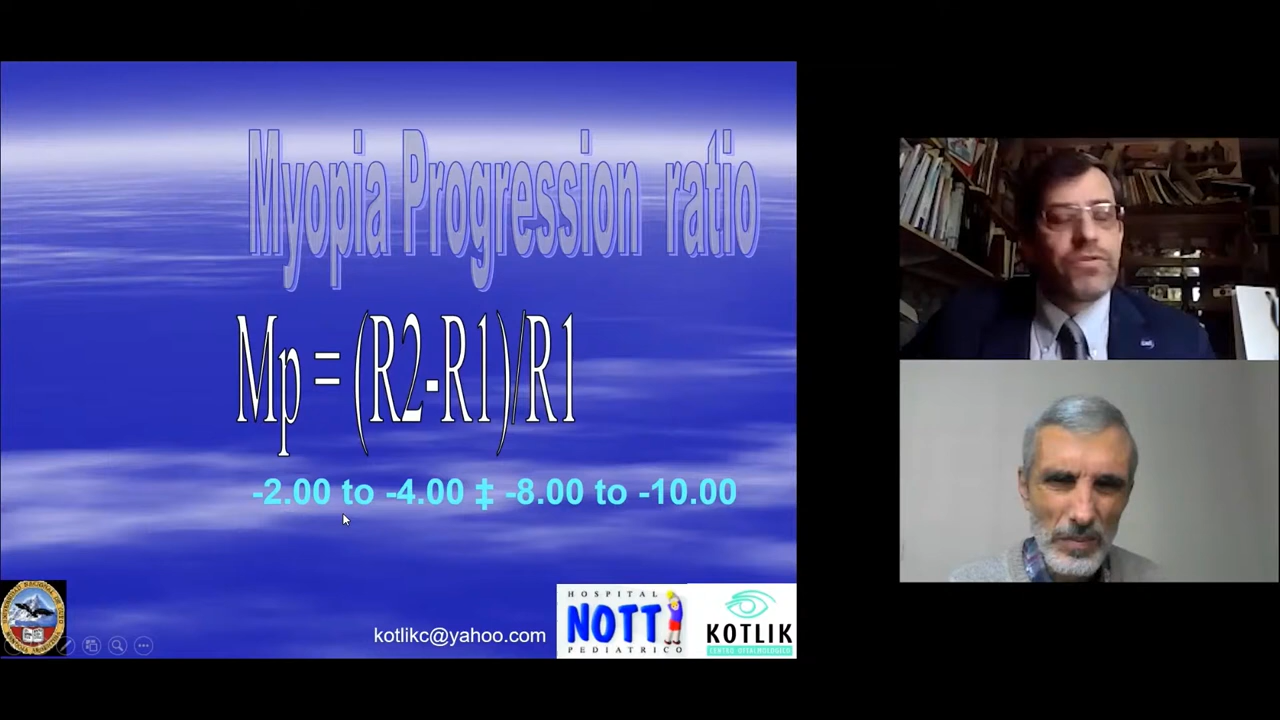 Myopia Progression ratio
Mp = (R2-R1)/R1
-2.00 to -4.00 ‡ -8.00 to -10.00
kotlikc@yahoo.com
HOSPITAL
NOTTI
PEDIATRICO
KOTLIK
CENTRO OFTALMOLOGICO